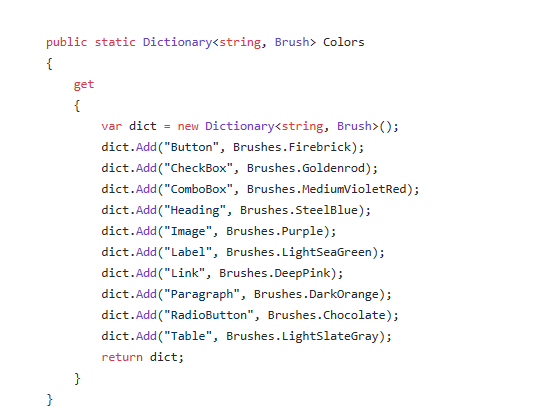 public static Dictionary<string, Brush> Colors
{
get
{
var dict = new Dictionary<string, Brush>();
dict.Add("Button", Brushes.Firebrick);
dict.Add("CheckBox", Brushes.Goldenrod);
dict.Add("ComboBox", Brushes.MediumVioletRed);
dict.Add("Heading", Brushes.SteelBlue);
dict.Add("Image", Brushes.Purple);
dict.Add("Label", Brushes.LightSeaGreen);
dict.Add("Link", Brushes.DeepPink);
dict.Add("Paragraph", Brushes.DarkOrange);
dict.Add("RadioButton", Brushes.Chocolate);
dict.Add("Table", Brushes.LightSlateGray);
return dict;
}
}